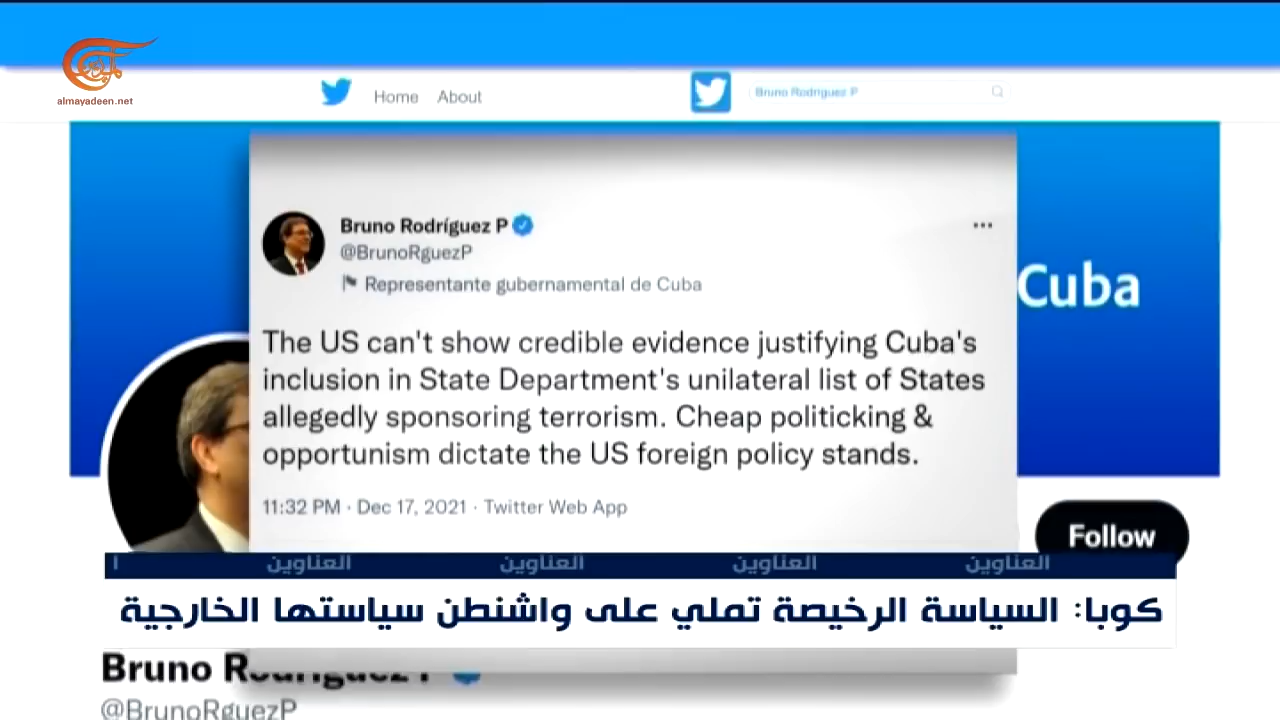 almayadeen.net
Home About
Bruno Rodriguez P
Bruno Rodríguez P
@BrunoRguezP
Representante gubernamental de Cuba
Cuba
The US can't show credible evidence justifying Cuba's
inclusion in State Department's unilateral list of States
allegedly sponsoring terrorism. Cheap politicking &
opportunism dictate the US foreign policy stands.
11:32 PM · Dec 17, 2021 · Twitter Web App
Follow
العناوين العناوين العناوين العناوين
كوبا: السياسة الرخيصة تملي على واشنطن سياستها الخارجية
Bruno Rodríguez P
@BrunoRguezP